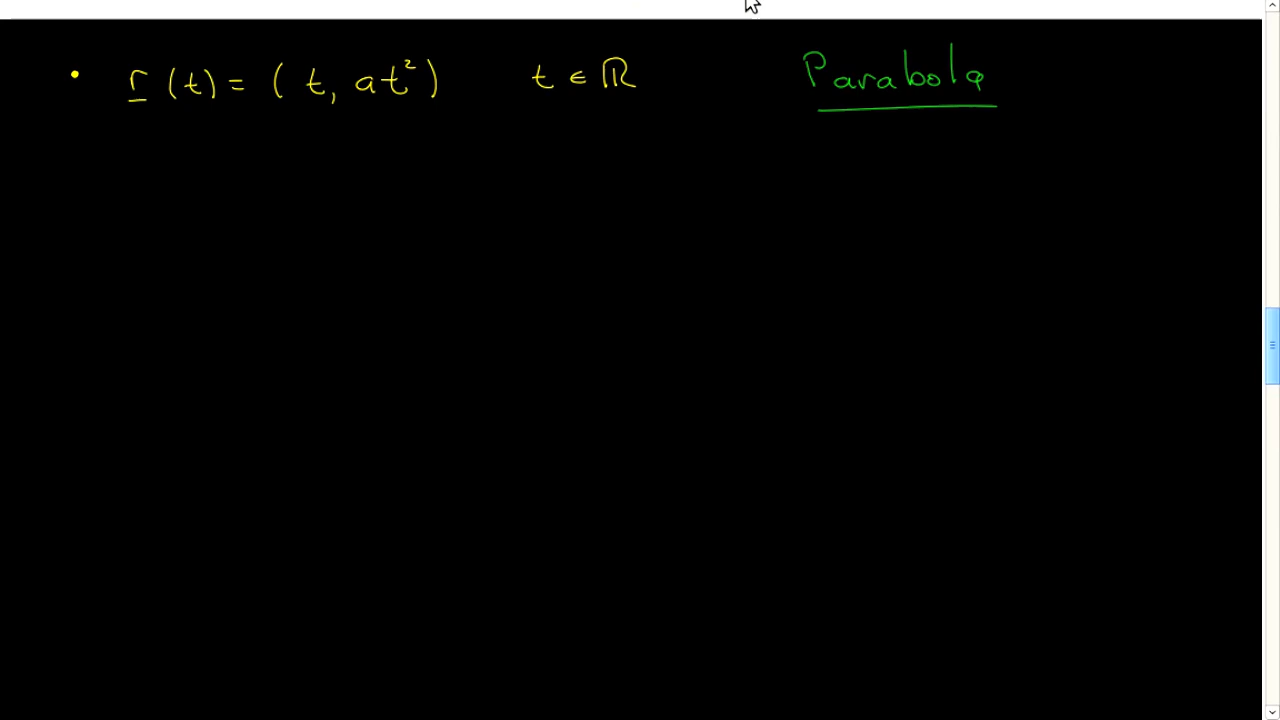 • r(t) = (t, at²) t ∈ ℝ Parabola